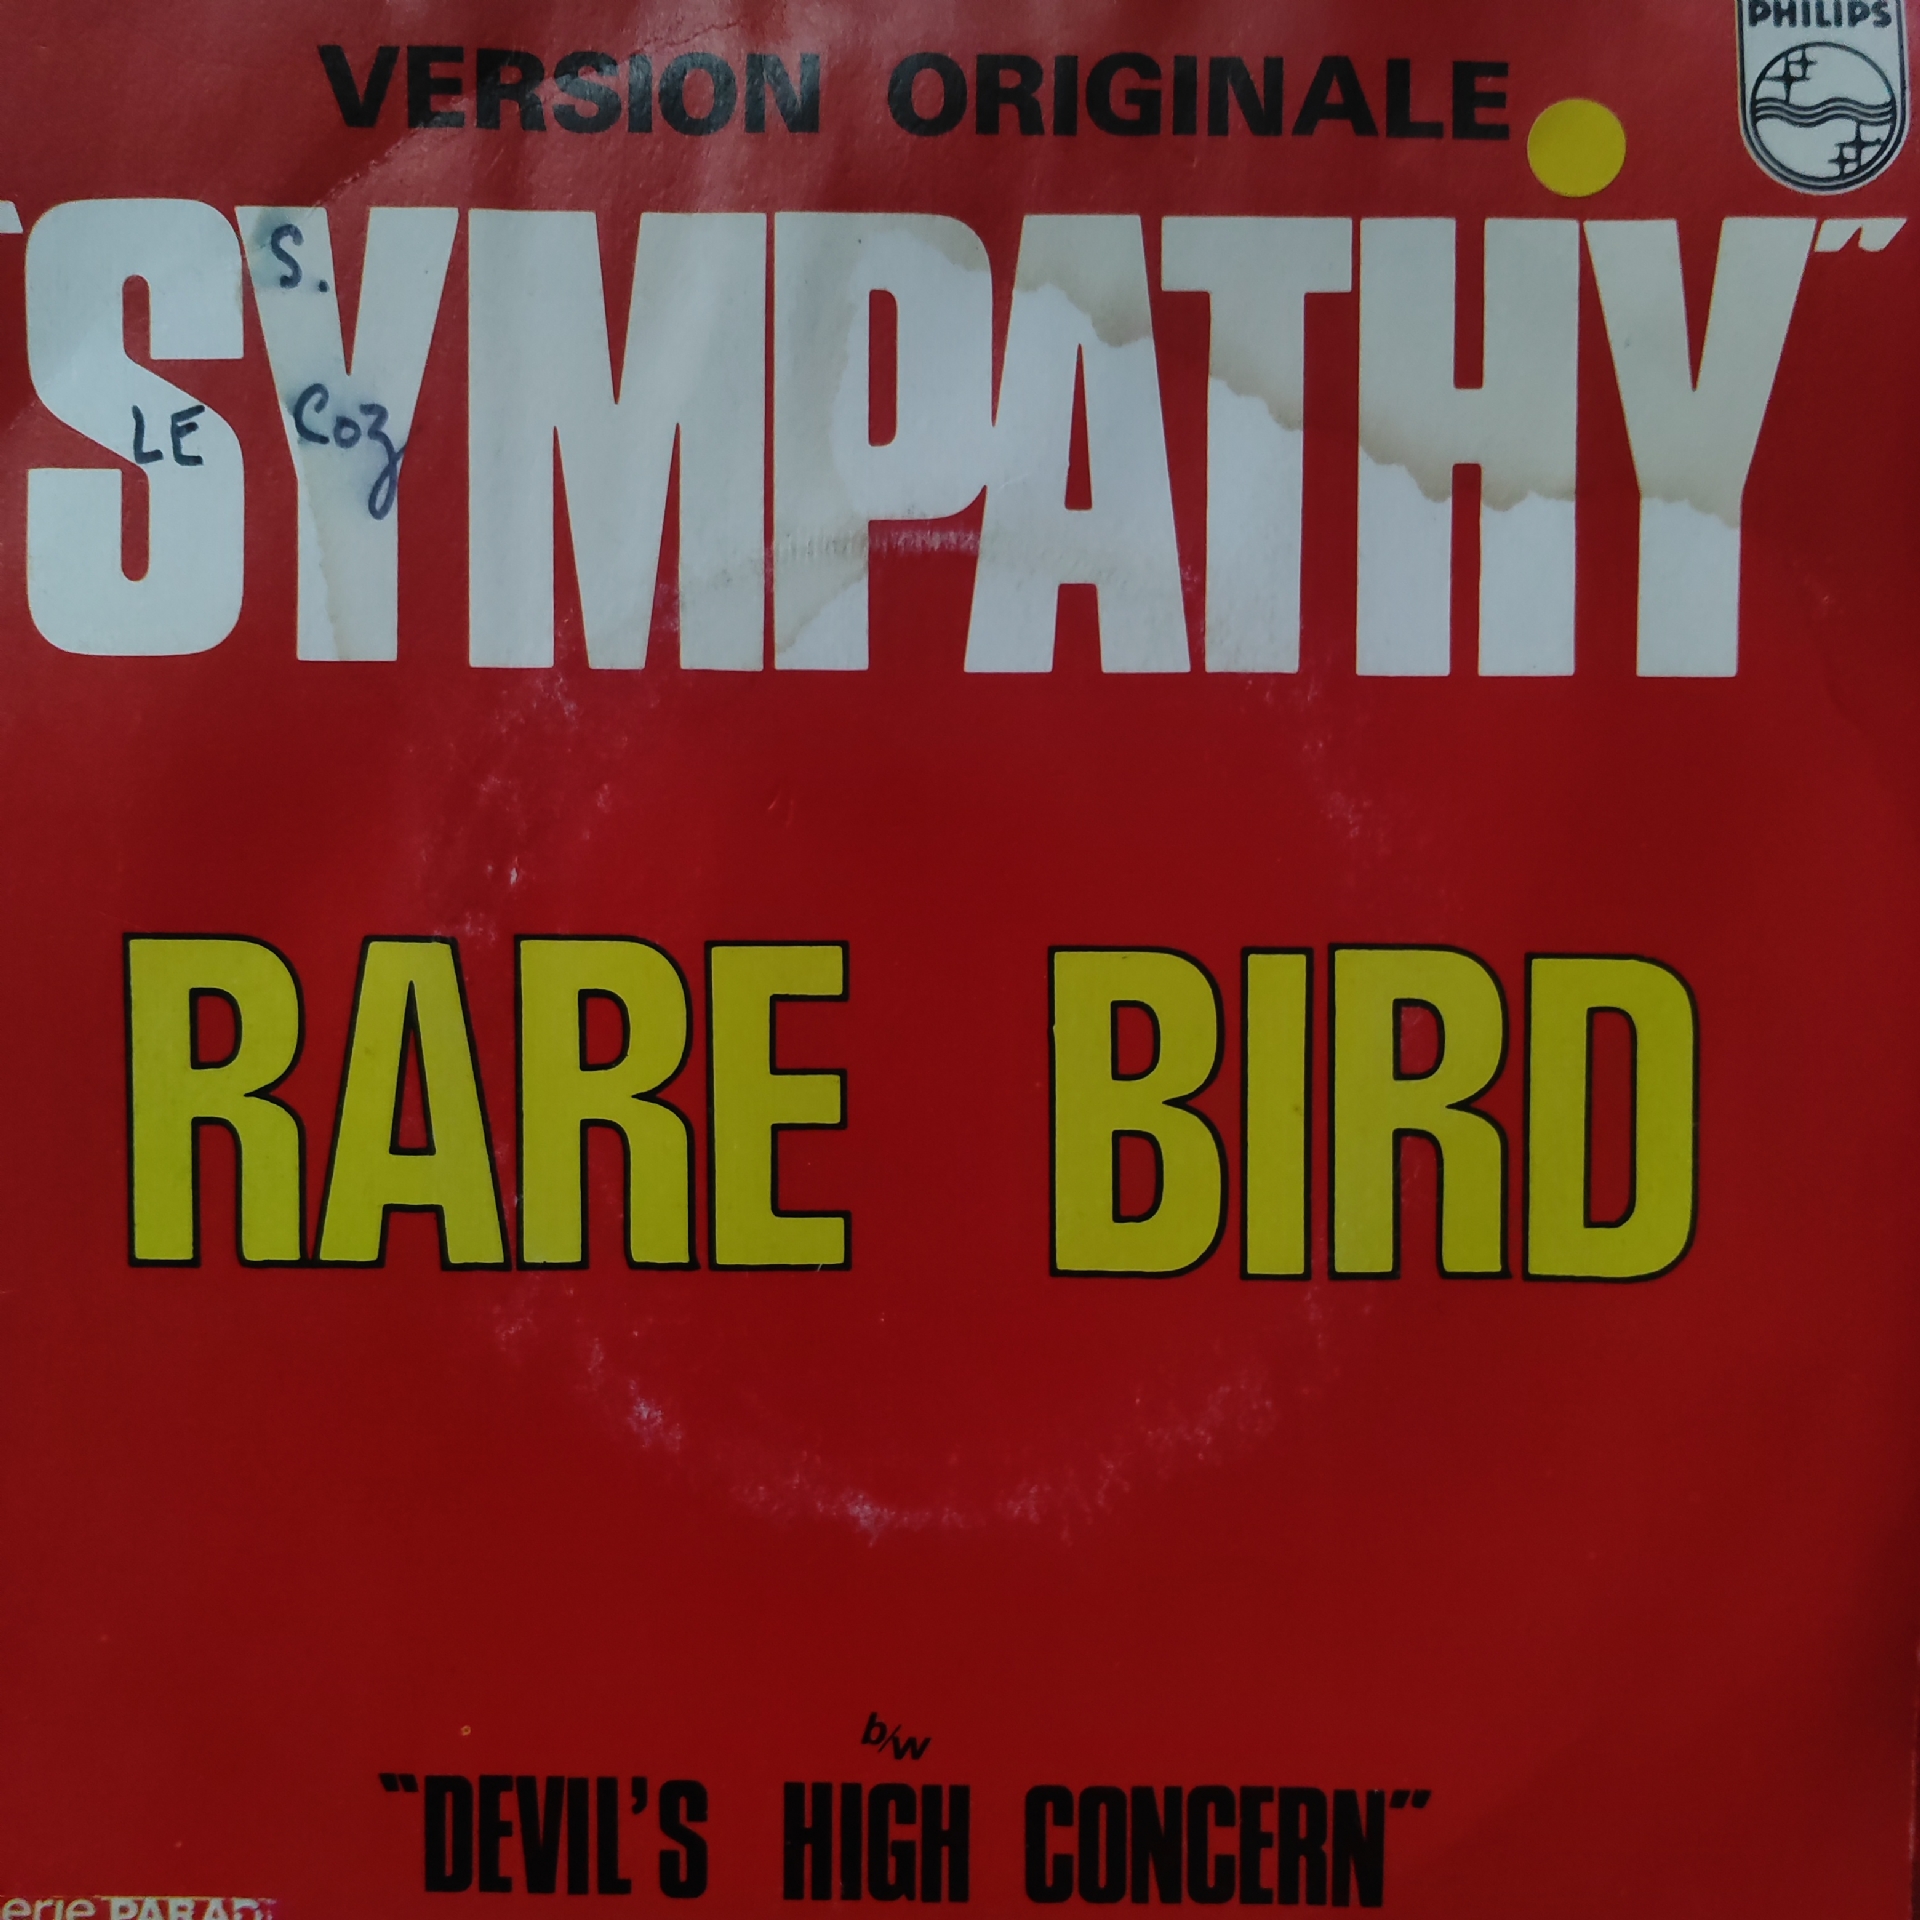 PHILIPS
VERSION ORIGINALE
"SYMPATHY"
S.
LE Coz
RARE BIRD
b/w
"DEVIL'S HIGH CONCERN"